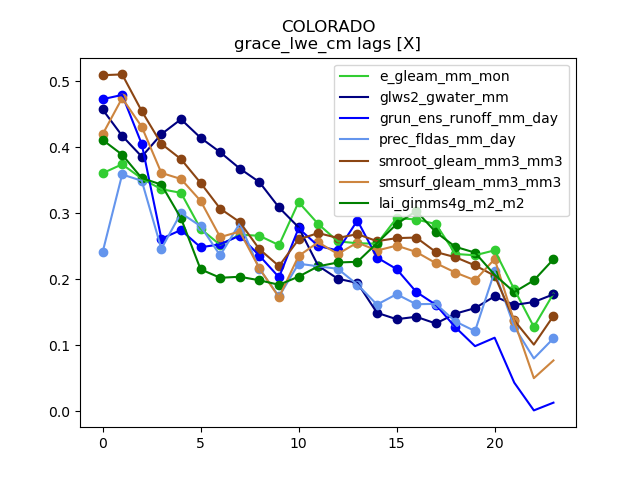 COLORADO
grace_lwe_cm lags [X]
e_gleam_mm_mon
glws2_gwater_mm
grun_ens_runoff_mm_day
prec_fldas_mm_day
smroot_gleam_mm3_mm3
smsurf_gleam_mm3_mm3
lai_gimms4g_m2_m2
0.5
0.4
0.3
0.2
0.1
0.0
0 5 10 15 20